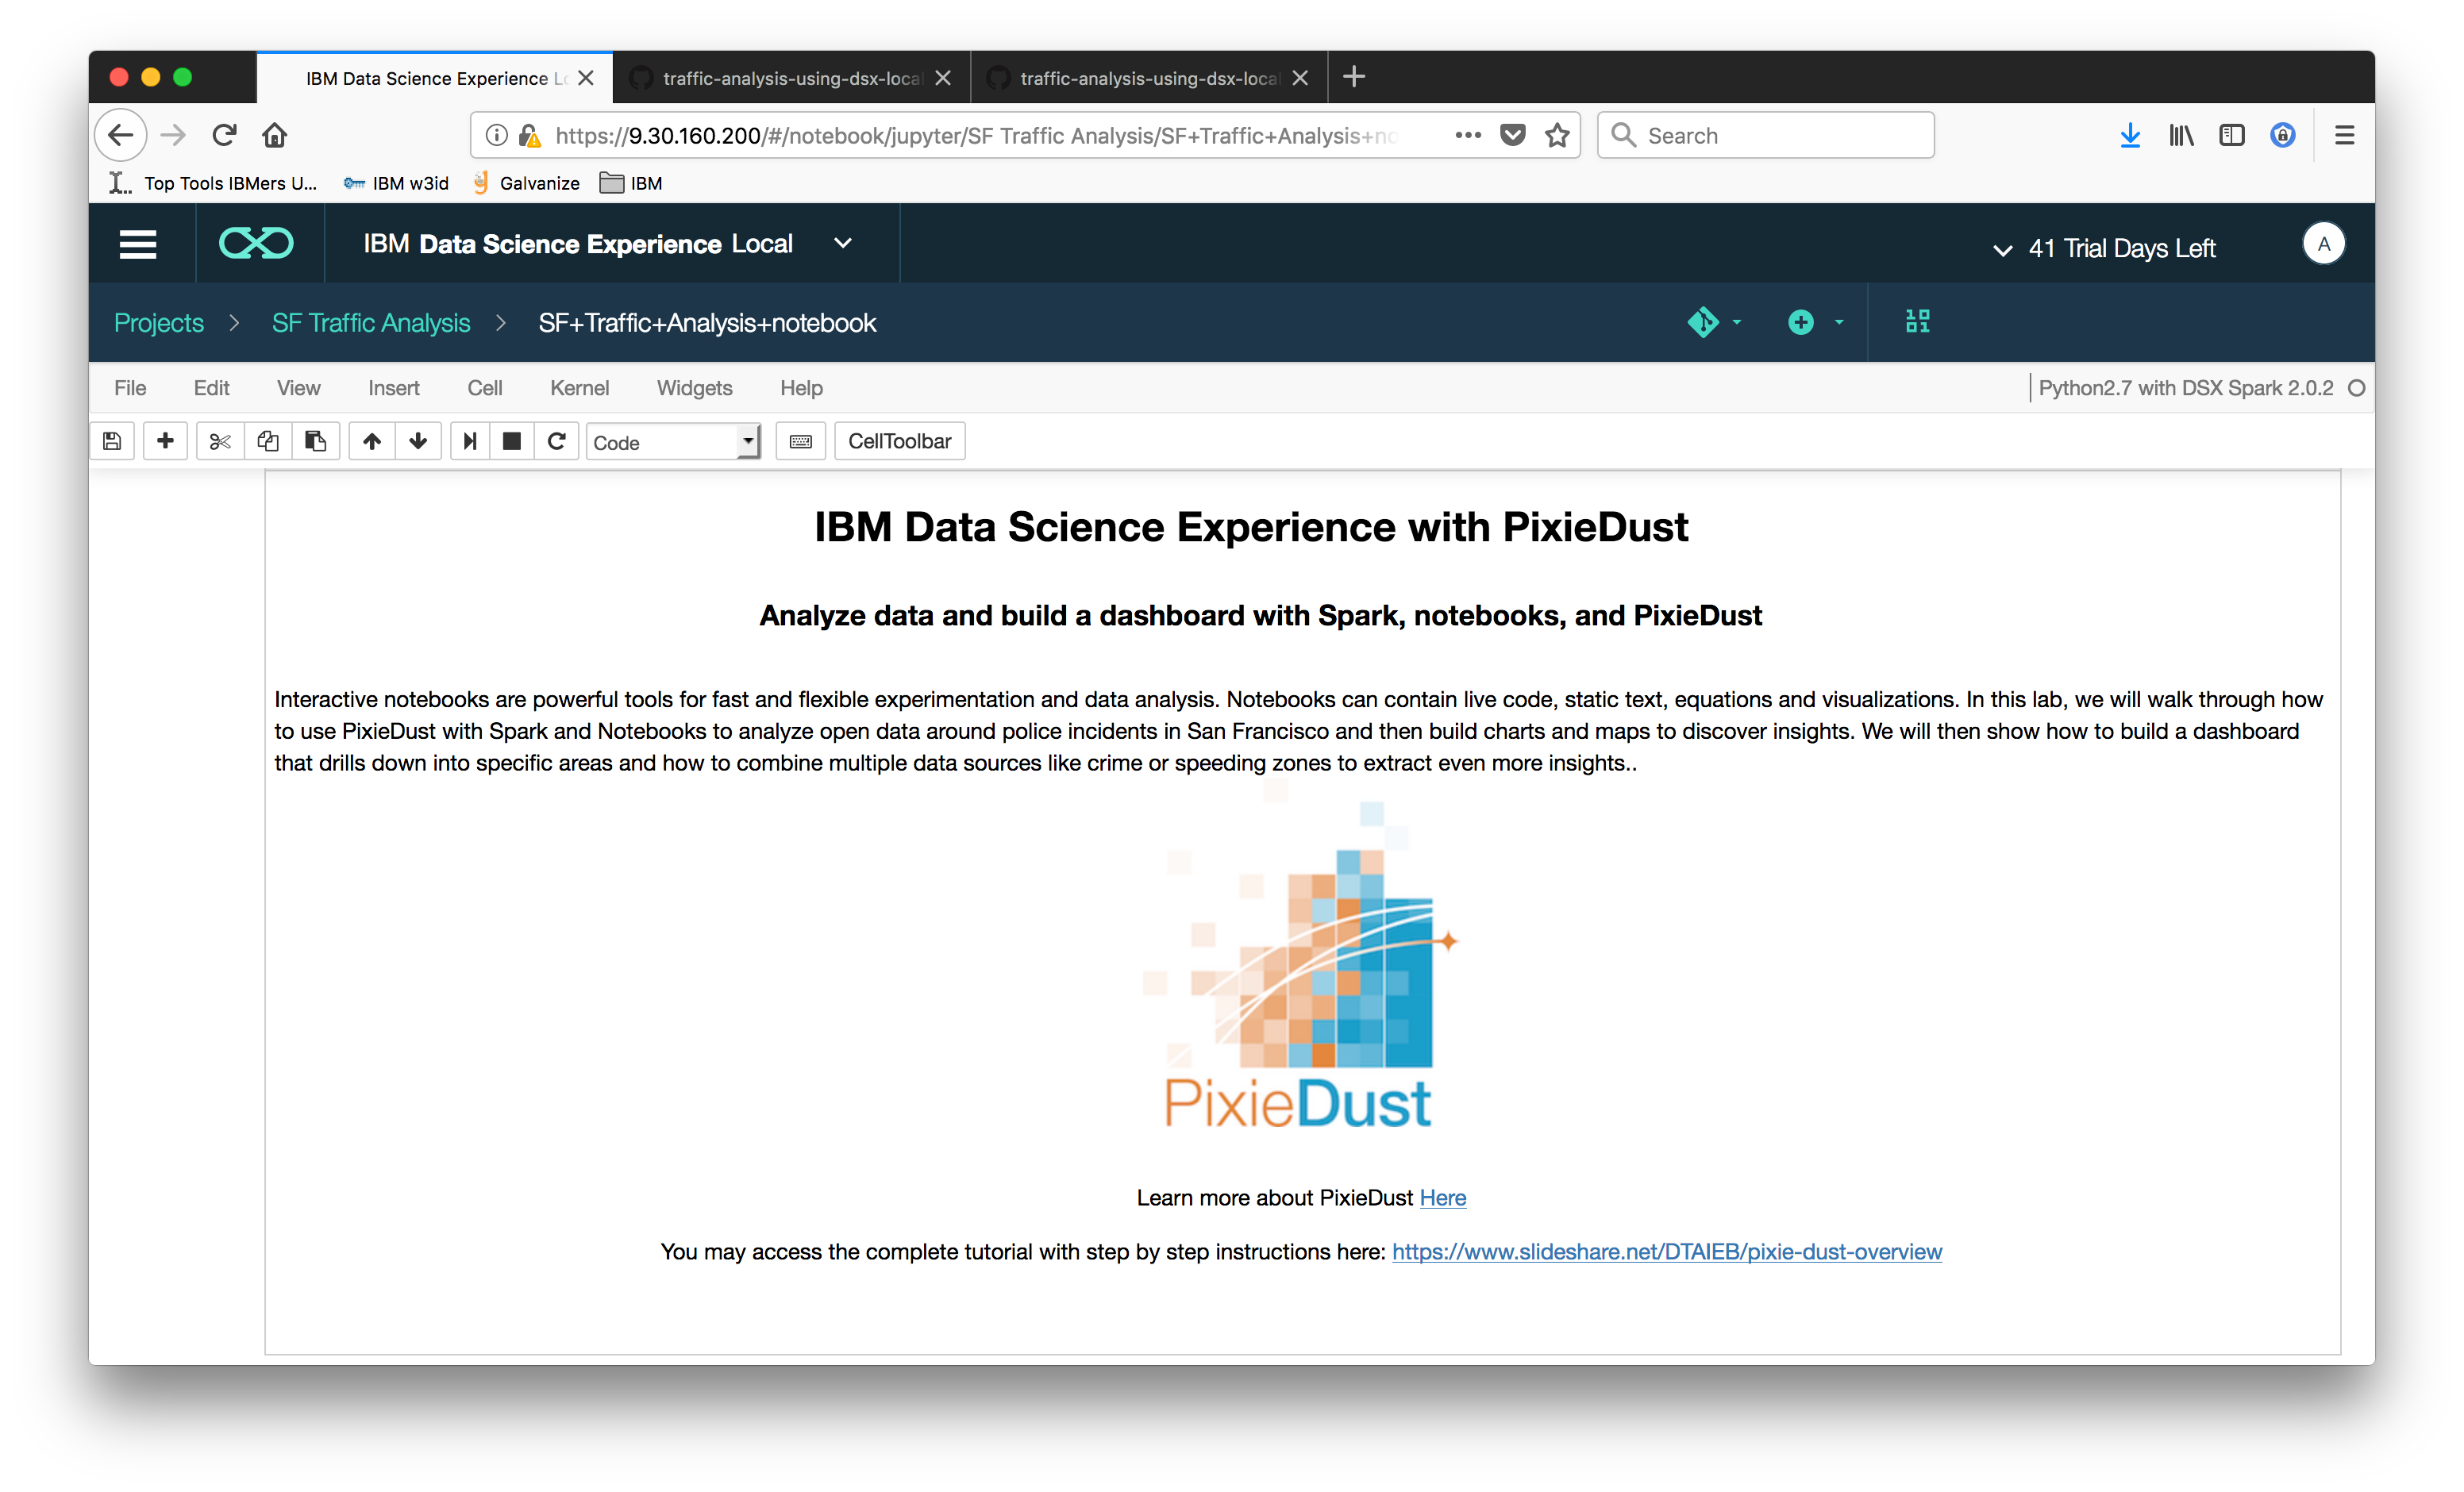 IBM Data Science Experience Lo
traffic-analysis-using-dsx-local
traffic-analysis-using-dsx-local
https://9.30.160.200/#/notebook/jupyter/SF Traffic Analysis/SF+Traffic+Analysis+no
Search
Top Tools IBMers U...
IBM w3id
Galvanize
IBM
IBM Data Science Experience Local
41 Trial Days Left
A
Projects > SF Traffic Analysis > SF+Traffic+Analysis+notebook
File Edit View Insert Cell Kernel Widgets Help
Python2.7 with DSX Spark 2.0.2
Code
CellToolbar
IBM Data Science Experience with PixieDust
Analyze data and build a dashboard with Spark, notebooks, and PixieDust
Interactive notebooks are powerful tools for fast and flexible experimentation and data analysis. Notebooks can contain live code, static text, equations and visualizations. In this lab, we will walk through how
to use PixieDust with Spark and Notebooks to analyze open data around police incidents in San Francisco and then build charts and maps to discover insights. We will then show how to build a dashboard
that drills down into specific areas and how to combine multiple data sources like crime or speeding zones to extract even more insights..
PixieDust
Learn more about PixieDust Here
You may access the complete tutorial with step by step instructions here: https://www.slideshare.net/DTAIEB/pixie-dust-overview